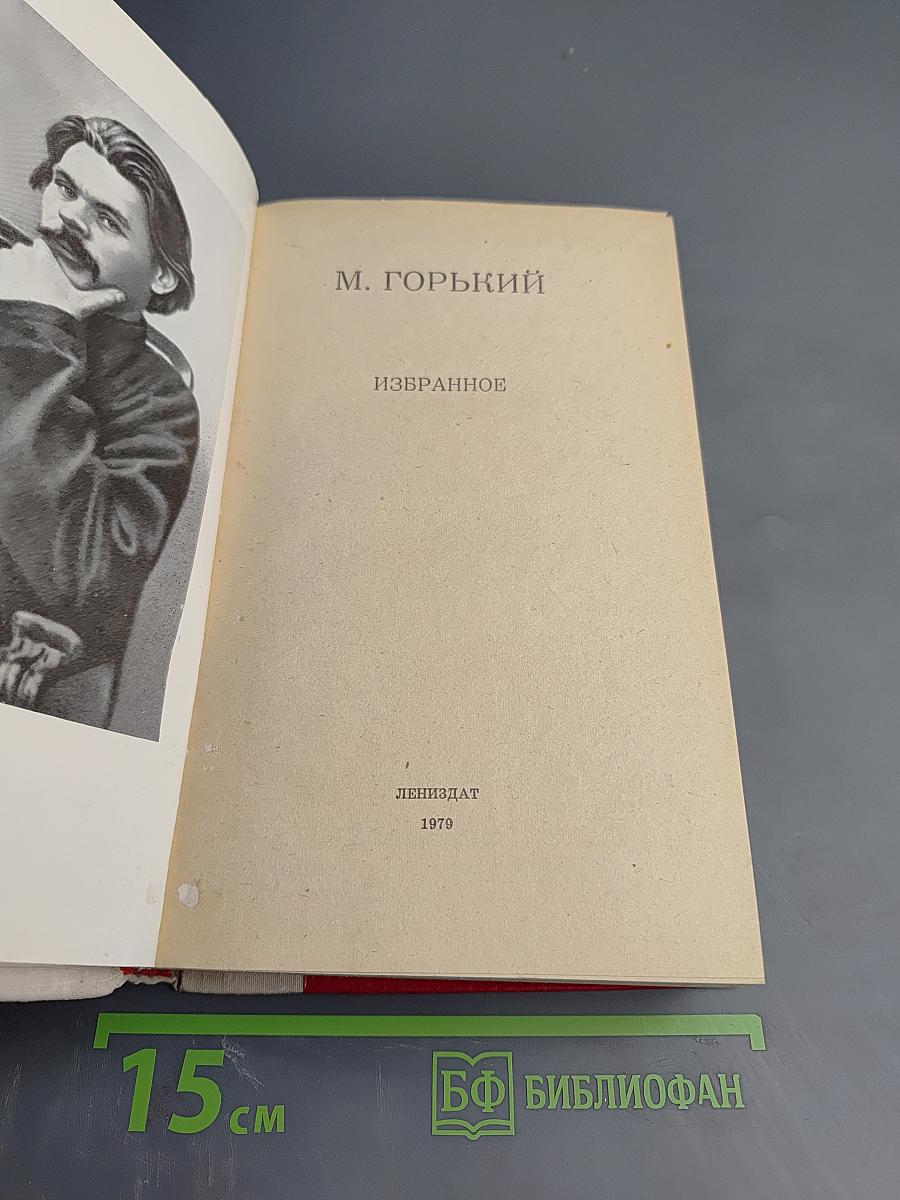 М. ГОРЬКИЙ
ИЗБРАННОЕ
ЛЕНИЗДАТ
1979
15 см
БФ БИБЛИОФАН